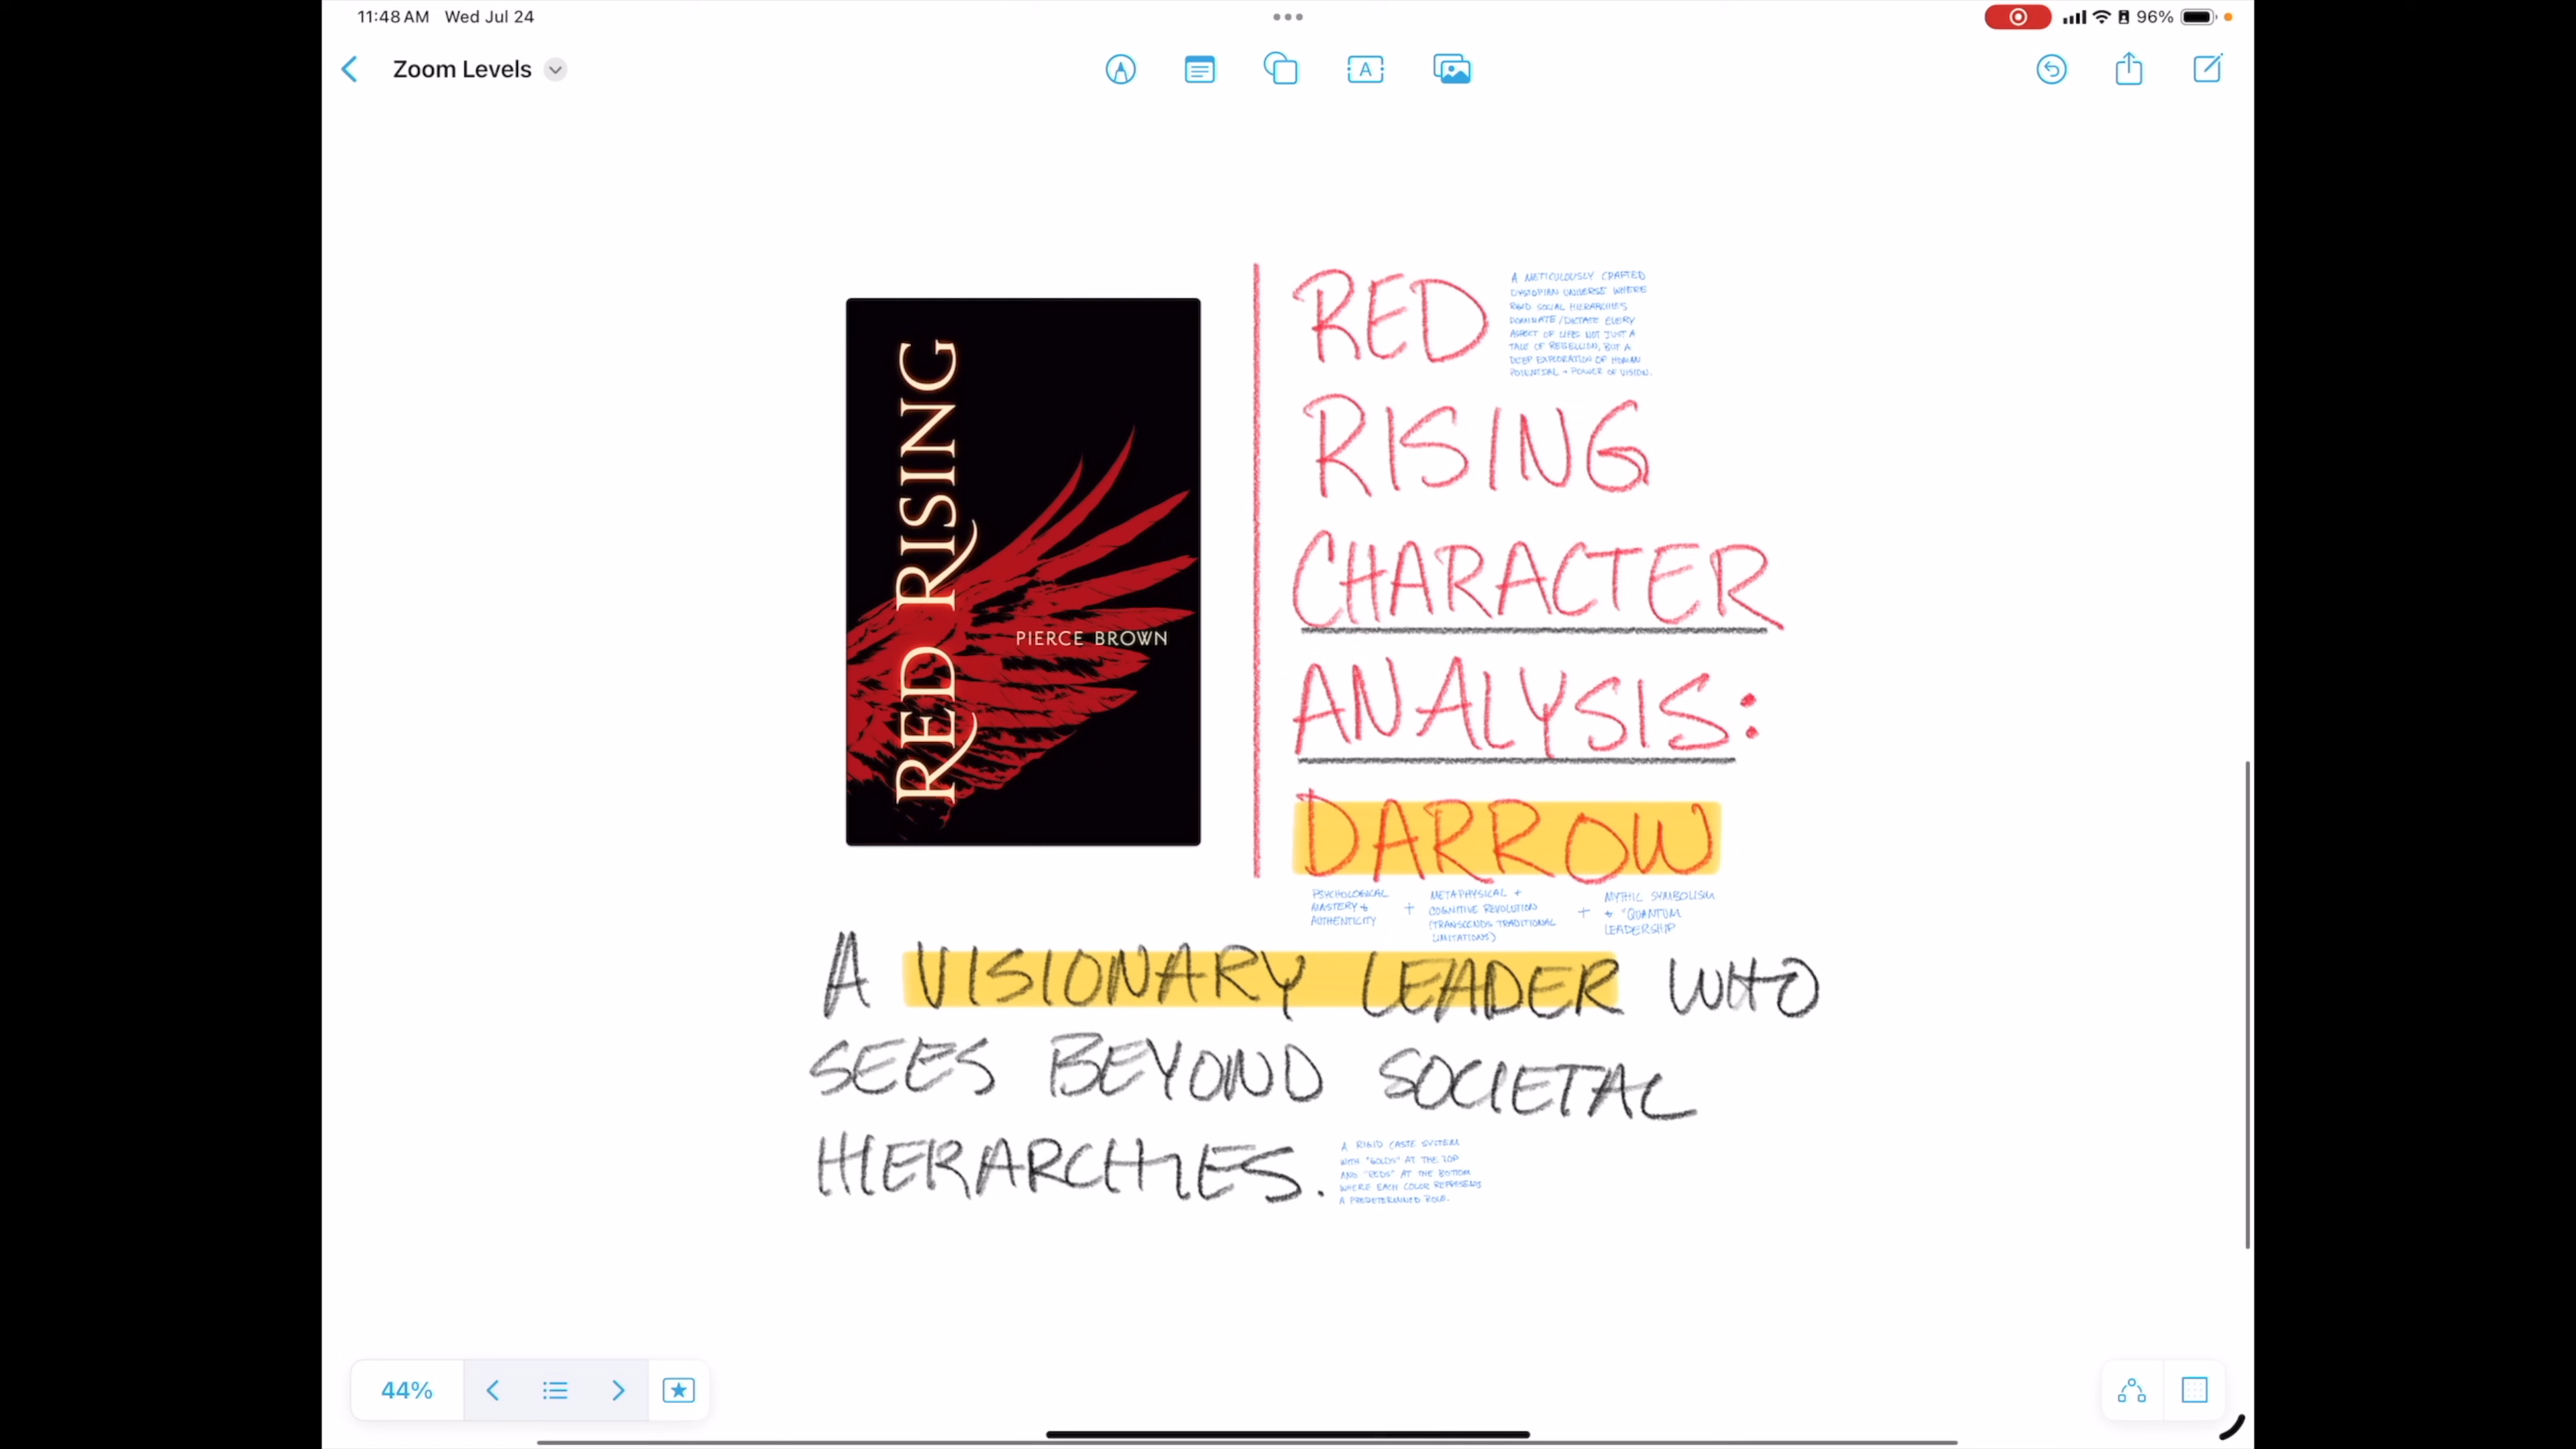 11:48 AM Wed Jul 24
96%
Zoom Levels
A
RED RISING
PIERCE BROWN
RED
A METICULOUSLY CRAFTED
DYSTOPIAN UNIVERSE WHERE
RIGID SOCIAL HIERARCHIES
DOMINATE/DICTATE EVERY
ASPECT OF LIFE. NOT JUST A
TALE OF REBELLION, BUT A
DEEP EXPLORATION OF HUMAN
POTENTIAL + POWER OF VISION.
RISING
CHARACTER
ANALYSIS:
DARROW
PSYCHOLOGICAL
MASTERY +
AUTHENTICITY
+
METAPHYSICAL +
COGNITIVE REVOLUTION
(TRANSCENDS TRADITIONAL
LIMITATIONS)
+
MYTHIC SYMBOLISM
+ "QUANTUM
LEADERSHIP
A VISIONARY LEADER WHO
SEES BEYOND SOCIETAL
HIERARCHIES.
A RIGID CASTE SYSTEM
WITH "GOLDS" AT THE TOP
AND "REDS" AT THE BOTTOM
WHERE EACH COLOR REPRESENTS
A PREDETERMINED ROLE.
44%